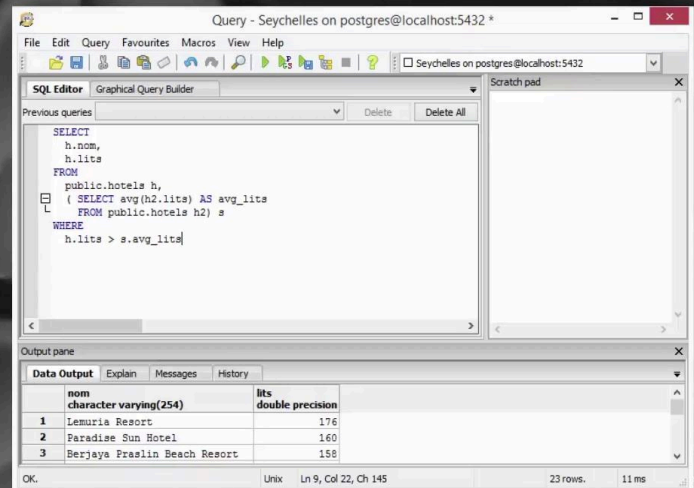 Query - Seychelles on postgres@localhost:5432 *
File Edit Query Favourites Macros View Help
Seychelles on postgres@localhost:5432
SQL Editor Graphical Query Builder
Scratch pad
Previous queries Delete Delete All
SELECT
h.nom,
h.lits
FROM
public.hotels h,
( SELECT avg(h2.lits) AS avg_lits
FROM public.hotels h2) s
WHERE
h.lits > s.avg_lits
Output pane
Data Output Explain Messages History
nom lits
character varying(254) double precision
1 Lemuria Resort 176
2 Paradise Sun Hotel 160
3 Berjaya Praslin Beach Resort 158
OK. Unix Ln 9, Col 22, Ch 145 23 rows. 11 ms